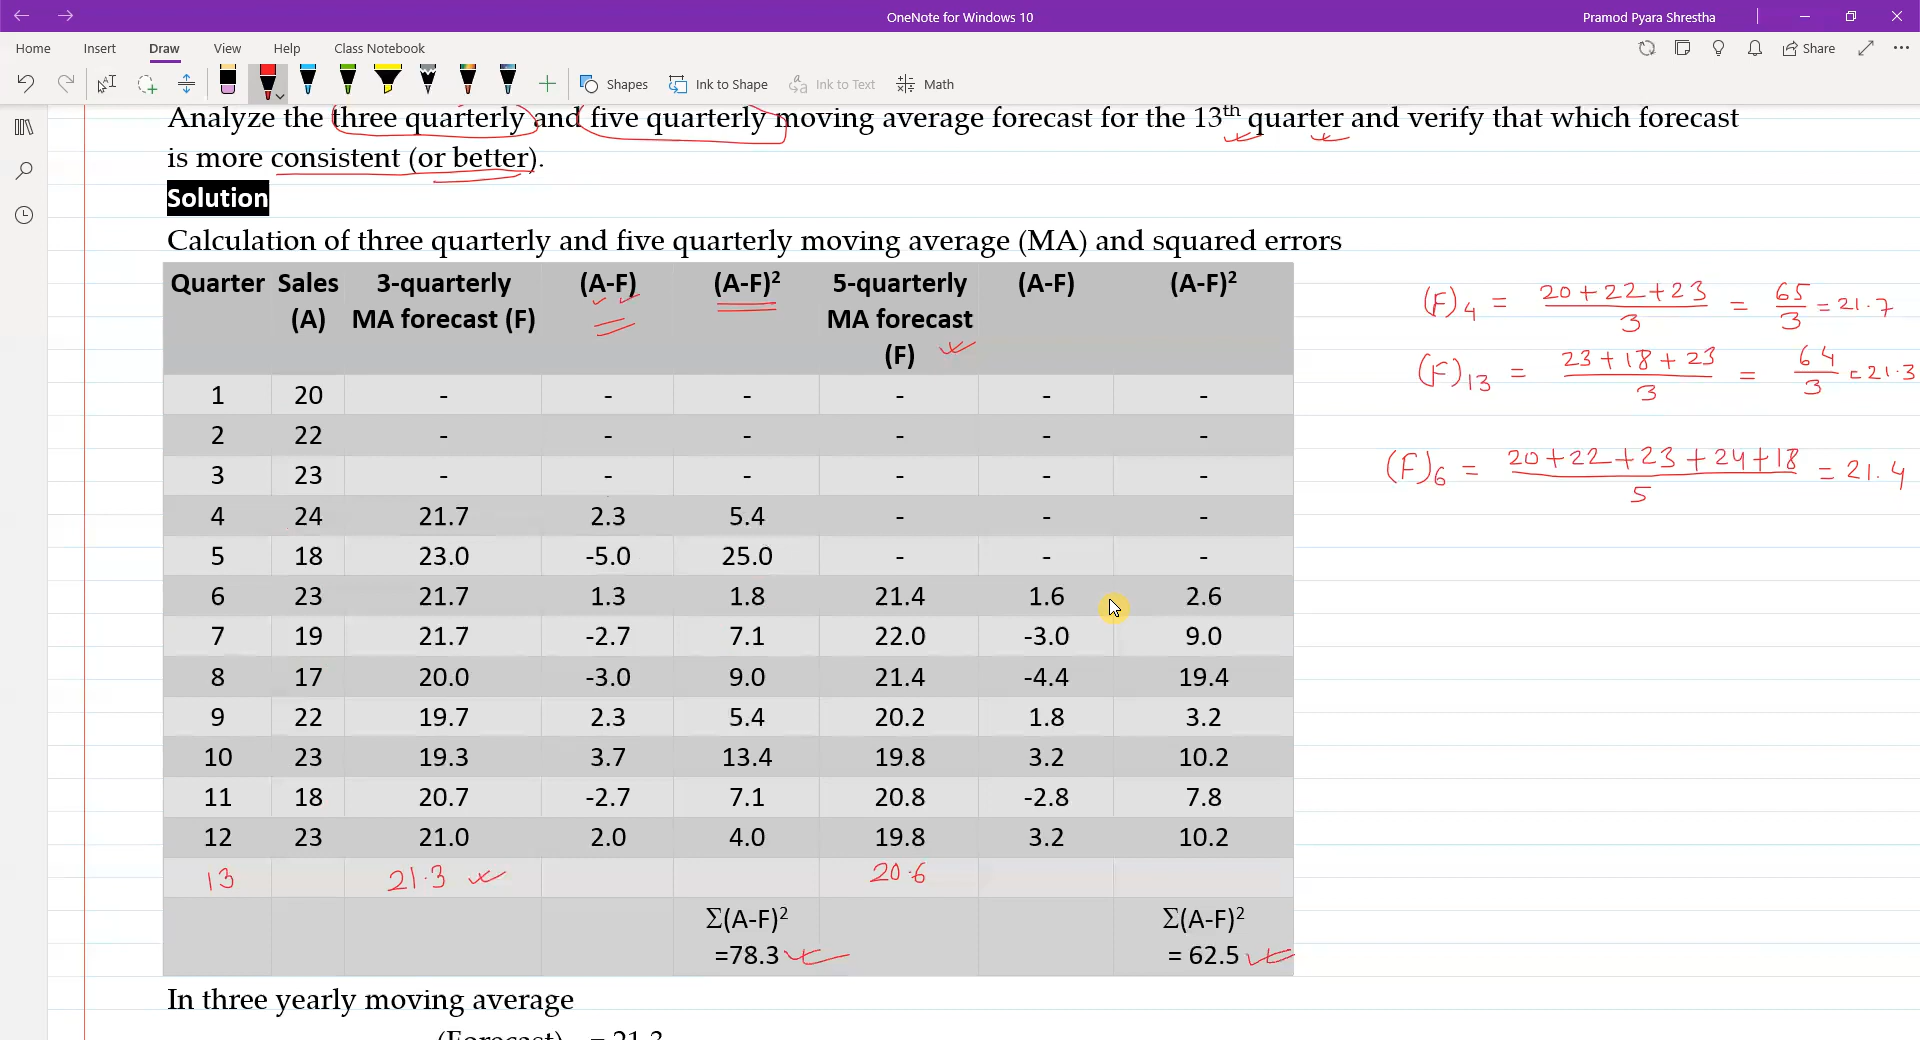 OneNote for Windows 10
Pramod Pyara Shrestha
Home Insert Draw View Help Class Notebook
Share
Shapes Ink to Shape Ink to Text Math
Analyze the three quarterly and five quarterly moving average forecast for the 13th quarter and verify that which forecast
is more consistent (or better).
Solution
Calculation of three quarterly and five quarterly moving average (MA) and squared errors
Quarter Sales (A) 3-quarterly MA forecast (F) (A-F) (A-F)² 5-quarterly MA forecast (F) (A-F) (A-F)²
1 20 - - - - - -
2 22 - - - - - -
3 23 - - - - - -
4 24 21.7 2.3 5.4 - - -
5 18 23.0 -5.0 25.0 - - -
6 23 21.7 1.3 1.8 21.4 1.6 2.6
7 19 21.7 -2.7 7.1 22.0 -3.0 9.0
8 17 20.0 -3.0 9.0 21.4 -4.4 19.4
9 22 19.7 2.3 5.4 20.2 1.8 3.2
10 23 19.3 3.7 13.4 19.8 3.2 10.2
11 18 20.7 -2.7 7.1 20.8 -2.8 7.8
12 23 21.0 2.0 4.0 19.8 3.2 10.2
13 21.3 20.6
Σ(A-F)² Σ(A-F)²
=78.3 = 62.5
In three yearly moving average
(Forecast) = 21.3
(F)4 = 20+22+23 / 3 = 65 / 3 = 21.7
(F)13 = 23+18+23 / 3 = 64 / 3 = 21.3
(F)6 = 20+22+23+24+18 / 5 = 21.4